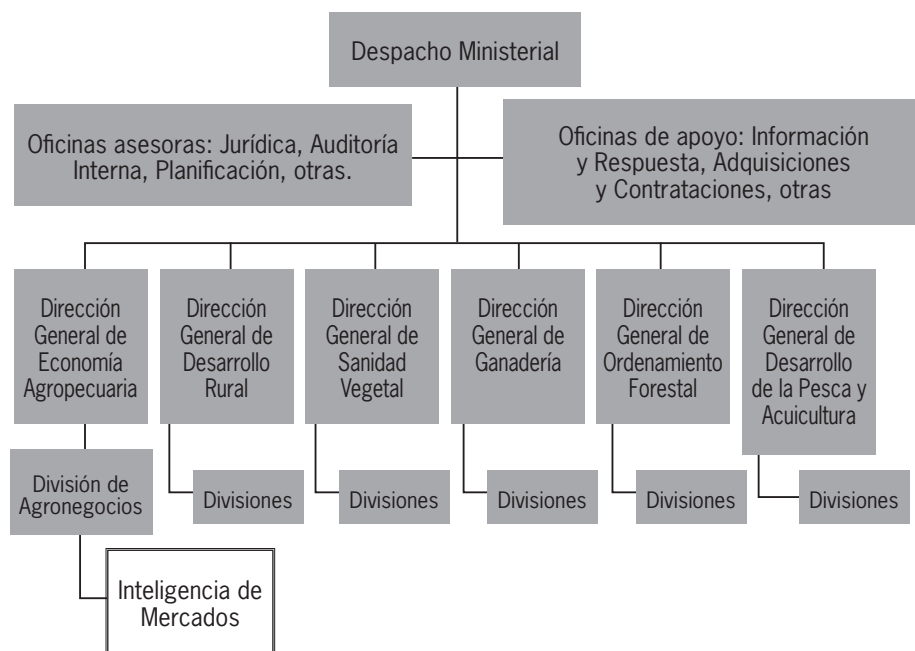 Despacho Ministerial
Oficinas asesoras: Jurídica, Auditoría
Interna, Planificación, otras.
Oficinas de apoyo: Información
y Respuesta, Adquisiciones
y Contrataciones, otras
Dirección
General de
Economía
Agropecuaria
Dirección
General de
Desarrollo
Rural
Dirección
General de
Sanidad
Vegetal
Dirección
General de
Ganadería
Dirección
General de
Ordenamiento
Forestal
Dirección
General de
Desarrollo
de la Pesca y
Acuicultura
División de
Agronegocios
Divisiones
Divisiones
Divisiones
Divisiones
Divisiones
Inteligencia de
Mercados